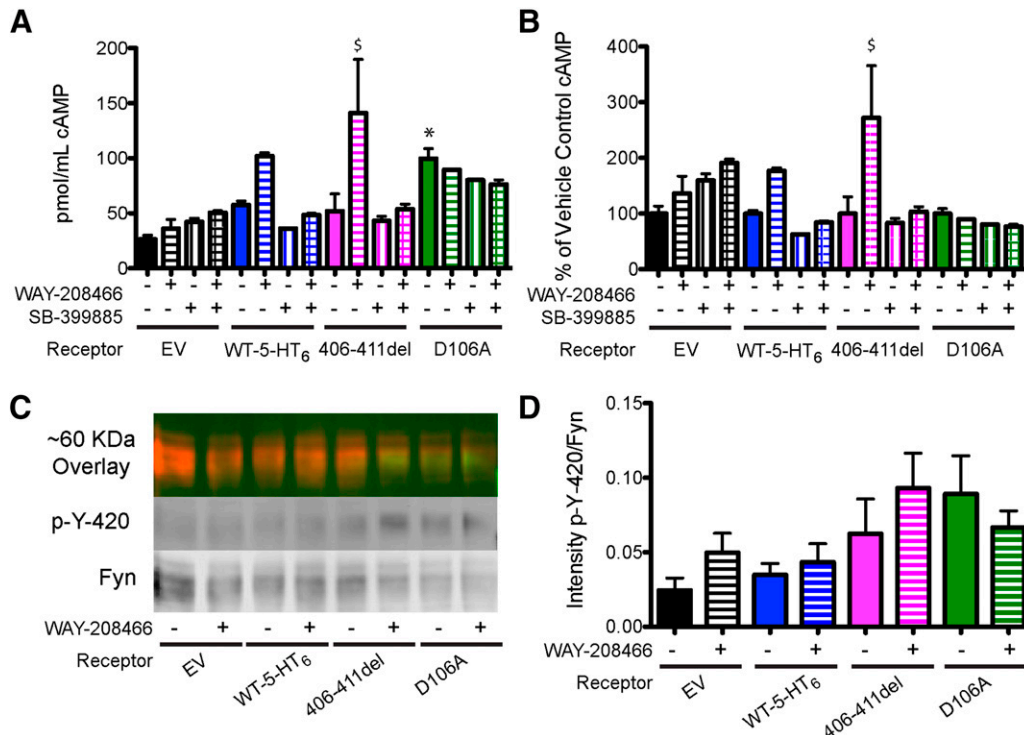 A
pmol/mL cAMP
200
150
100
50
0
$
*
WAY-208466 - + - + - + - + - + - + - + - +
SB-399885 - - + + - - + + - - + + - - + +
Receptor EV WT-5-HT6 406-411del D106A
B
% of Vehicle Control cAMP
400
300
200
100
0
$
WAY-208466 - + - + - + - + - + - + - + - +
SB-399885 - - + + - - + + - - + + - - + +
Receptor EV WT-5-HT6 406-411del D106A
C
~60 KDa
Overlay
p-Y-420
Fyn
WAY-208466 - + - + - + - +
Receptor EV WT-5-HT6 406-411del D106A
D
Intensity p-Y-420/Fyn
0.15
0.10
0.05
0.00
WAY-208466 - + - + - + - +
Receptor EV WT-5-HT6 406-411del D106A